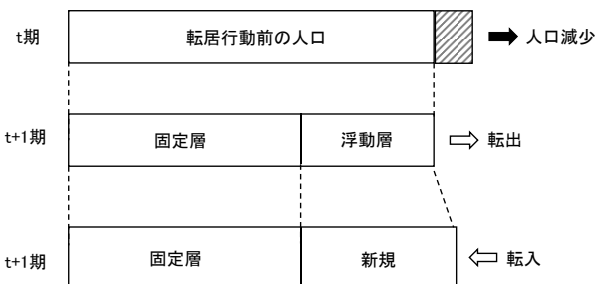 t期 転居行動前の人口 人口減少
t+1期 固定層 浮動層 転出
t+1期 固定層 新規 転入